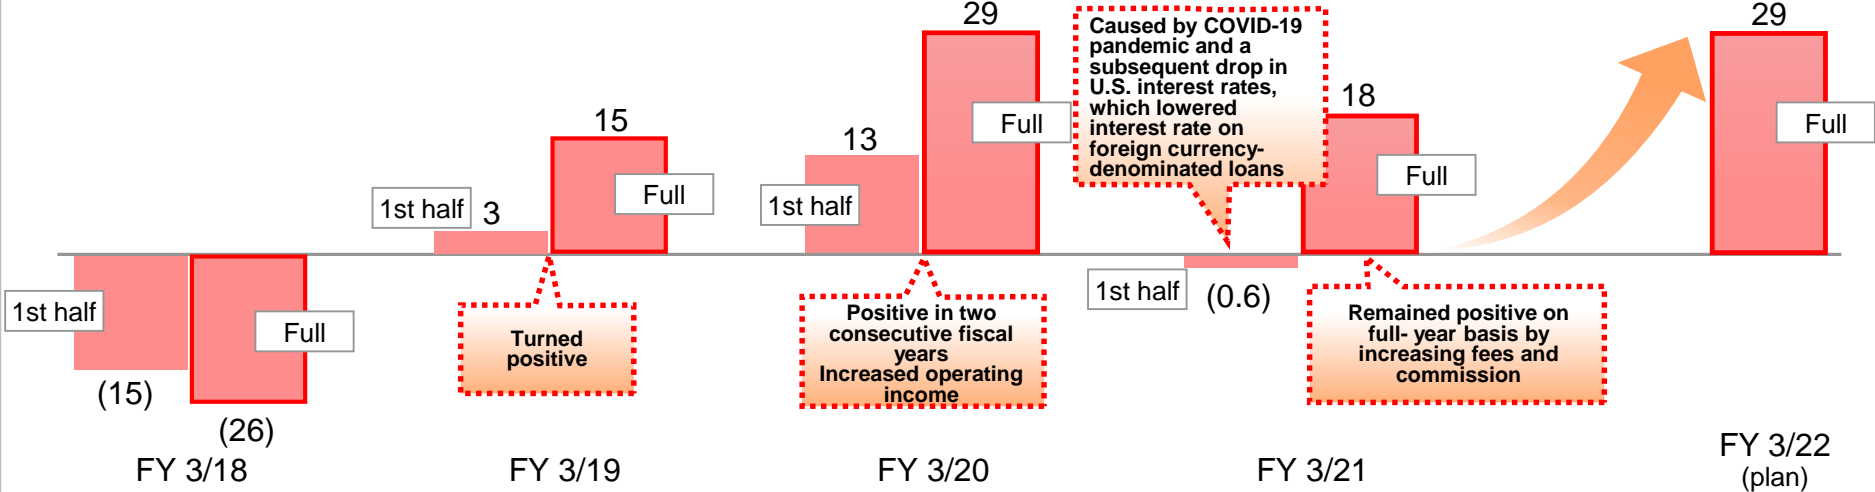 1st half
(15)
Full
(26)
FY 3/18
1st half
3
15
Full
Turned
positive
FY 3/19
1st half
13
29
Full
Positive in two
consecutive fiscal
years
Increased operating
income
FY 3/20
Caused by COVID-19
pandemic and a
subsequent drop in
U.S. interest rates,
which lowered
interest rate on
foreign currency-
denominated loans
1st half
(0.6)
18
Full
Remained positive on
full- year basis by
increasing fees and
commission
FY 3/21
29
Full
FY 3/22
(plan)